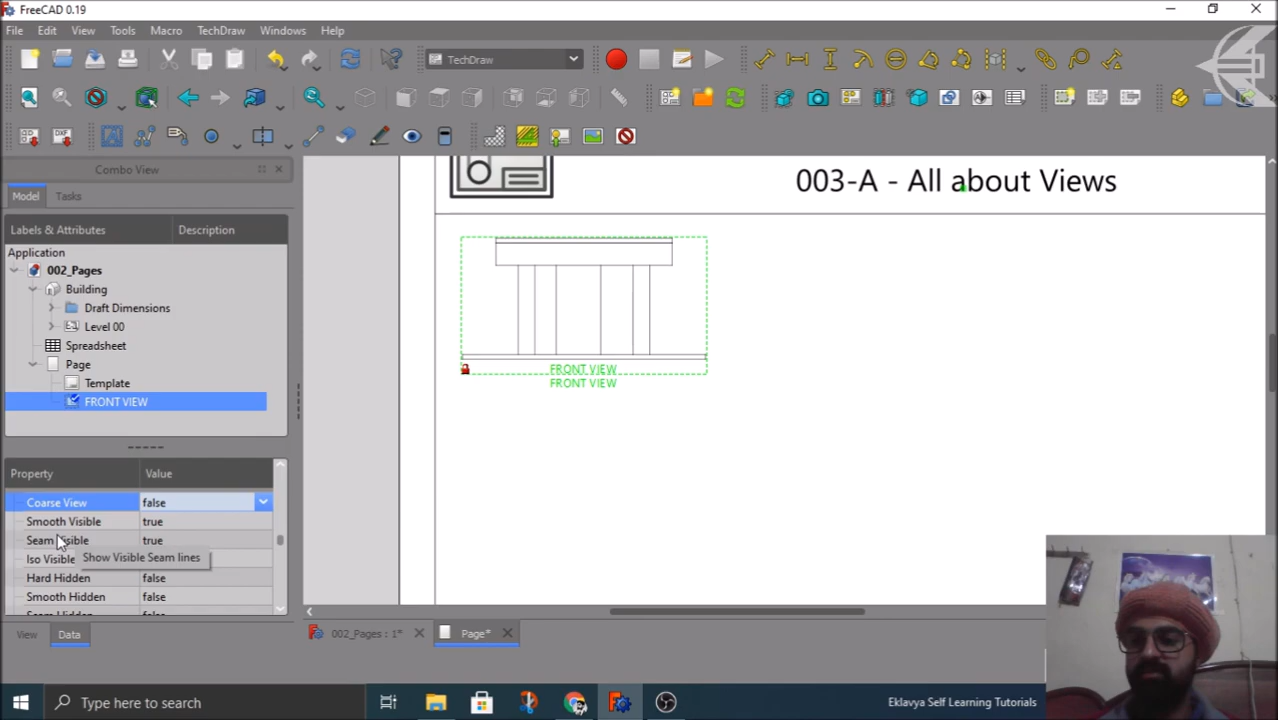 FreeCAD 0.19
File Edit View Tools Macro TechDraw Windows Help
TechDraw
Combo View
Model Tasks
Labels & Attributes Description
Application
002_Pages
Building
Draft Dimensions
Level 00
Spreadsheet
Page
Template
FRONT VIEW
Property Value
Coarse View false
Smooth Visible true
Seam Visible true
Iso Visible
Show Visible Seam lines
Hard Hidden false
Smooth Hidden false
Seam Hidden false
View Data
003-A - All about Views
FRONT VIEW
FRONT VIEW
002_Pages : 1*
Page*
Type here to search
Eklavya Self Learning Tutorials